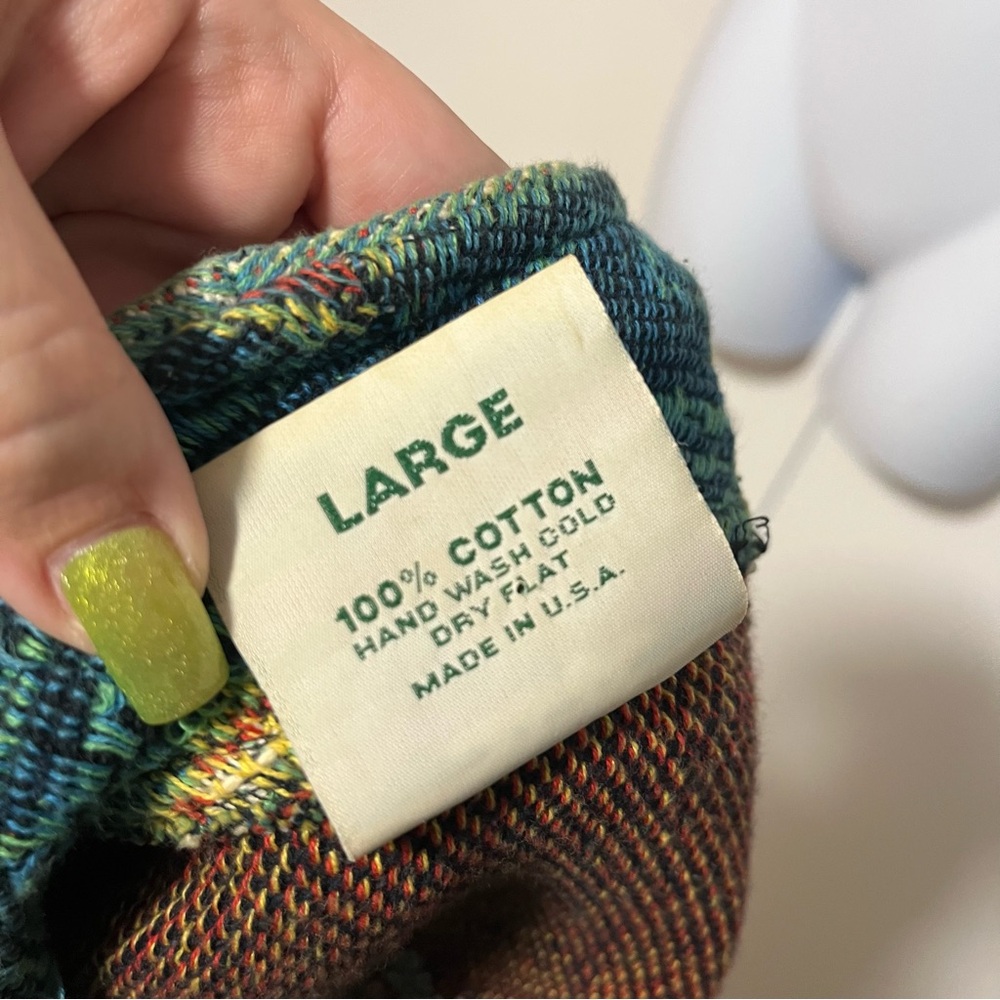 LARGE
100% COTTON
HAND WASH COLD
DRY FLAT
MADE IN U.S.A.